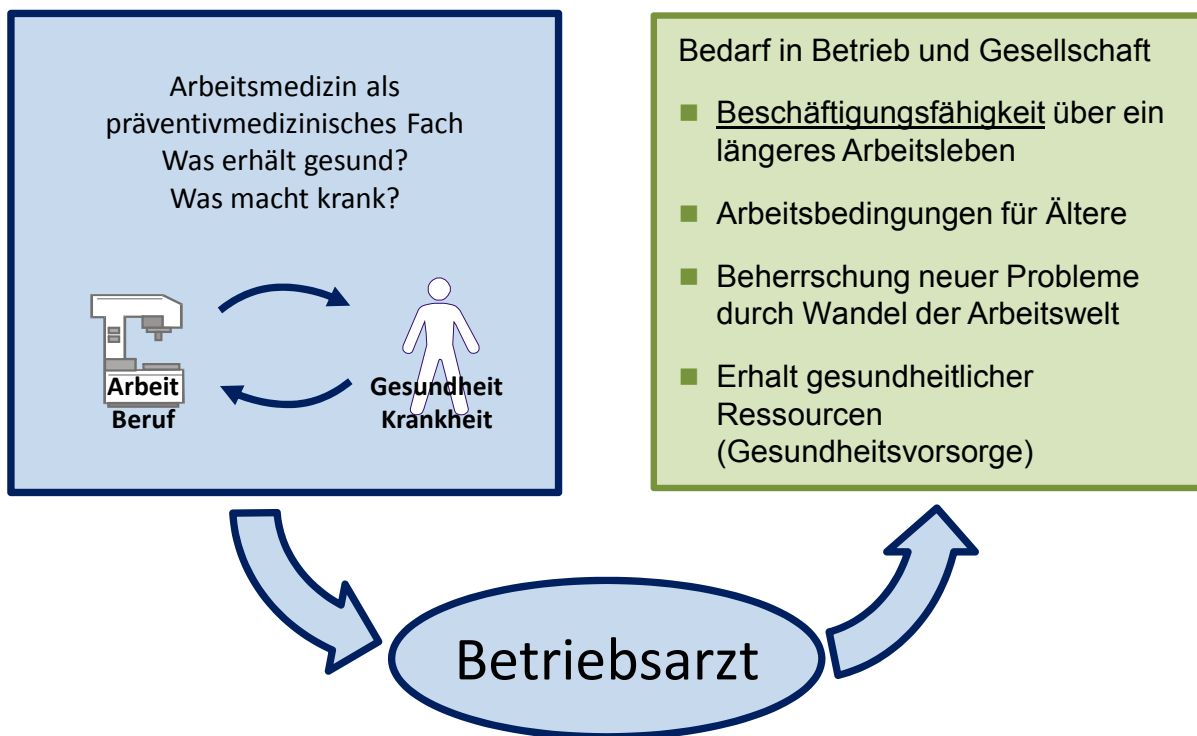 Arbeitsmedizin als
präventivmedizinisches Fach
Was erhält gesund?
Was macht krank?
Arbeit
Beruf
Gesundheit
Krankheit
Bedarf in Betrieb und Gesellschaft
Beschäftigungsfähigkeit über ein
längeres Arbeitsleben
Arbeitsbedingungen für Ältere
Beherrschung neuer Probleme
durch Wandel der Arbeitswelt
Erhalt gesundheitlicher
Ressourcen
(Gesundheitsvorsorge)
Betriebsarzt